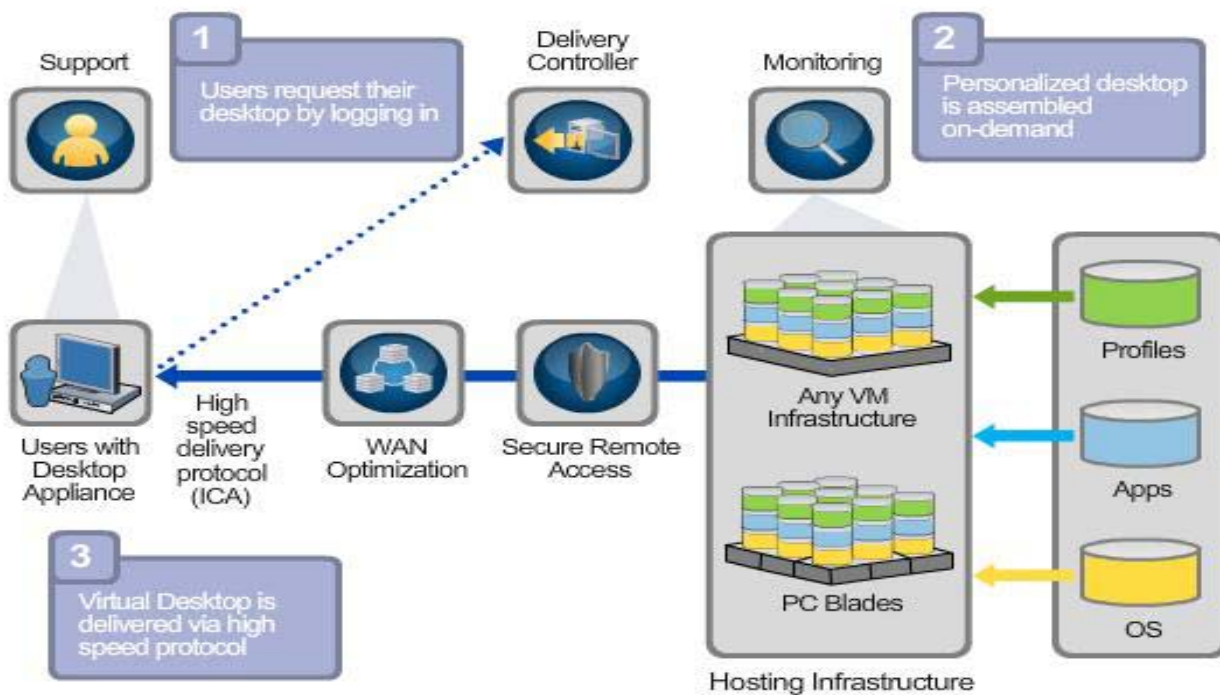 Support
1
Users request their
desktop by logging in
Delivery
Controller
Monitoring
2
Personalized desktop
is assembled
on-demand
Users with
Desktop
Appliance
High
speed
delivery
protocol
(ICA)
WAN
Optimization
Secure Remote
Access
Any VM
Infrastructure
PC Blades
Hosting Infrastructure
Profiles
Apps
OS
3
Virtual Desktop is
delivered via high
speed protocol